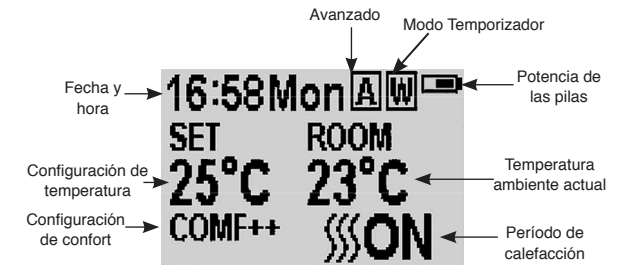 Avanzado
Modo Temporizador
Fecha y
hora
16:58Mon A W
Potencia de
las pilas
SET ROOM
Configuración de
temperatura
25°C 23°C
Temperatura
ambiente actual
Configuración
de confort
COMF++ ON
Período de
calefacción